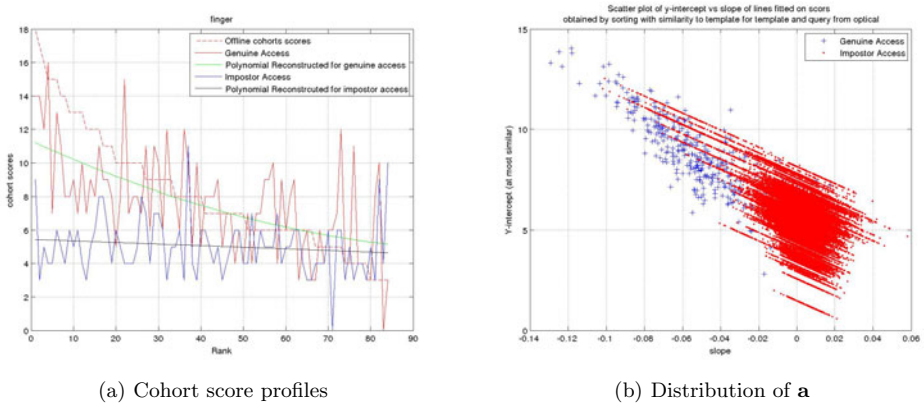 finger
18
16
14
12
10
8
6
4
2
0
cohort scores
Offline cohorts scores
Genuine Access
Polynomial Reconstructed for genuine access
Impostor Access
Polynomial Reconstrcuted for impostor access
0 10 20 30 40 50 60 70 80 90
Rank
(a) Cohort score profiles
Scatter plot of y-intercept vs slope of lines fitted on scors
obtained by sorting with similarity to template for template and query from optical
15
10
5
0
Y-intercept (at most similar)
Genuine Access
Impostor Access
-0.14 -0.12 -0.1 -0.08 -0.06 -0.04 -0.02 0 0.02 0.04 0.06
slope
(b) Distribution of a